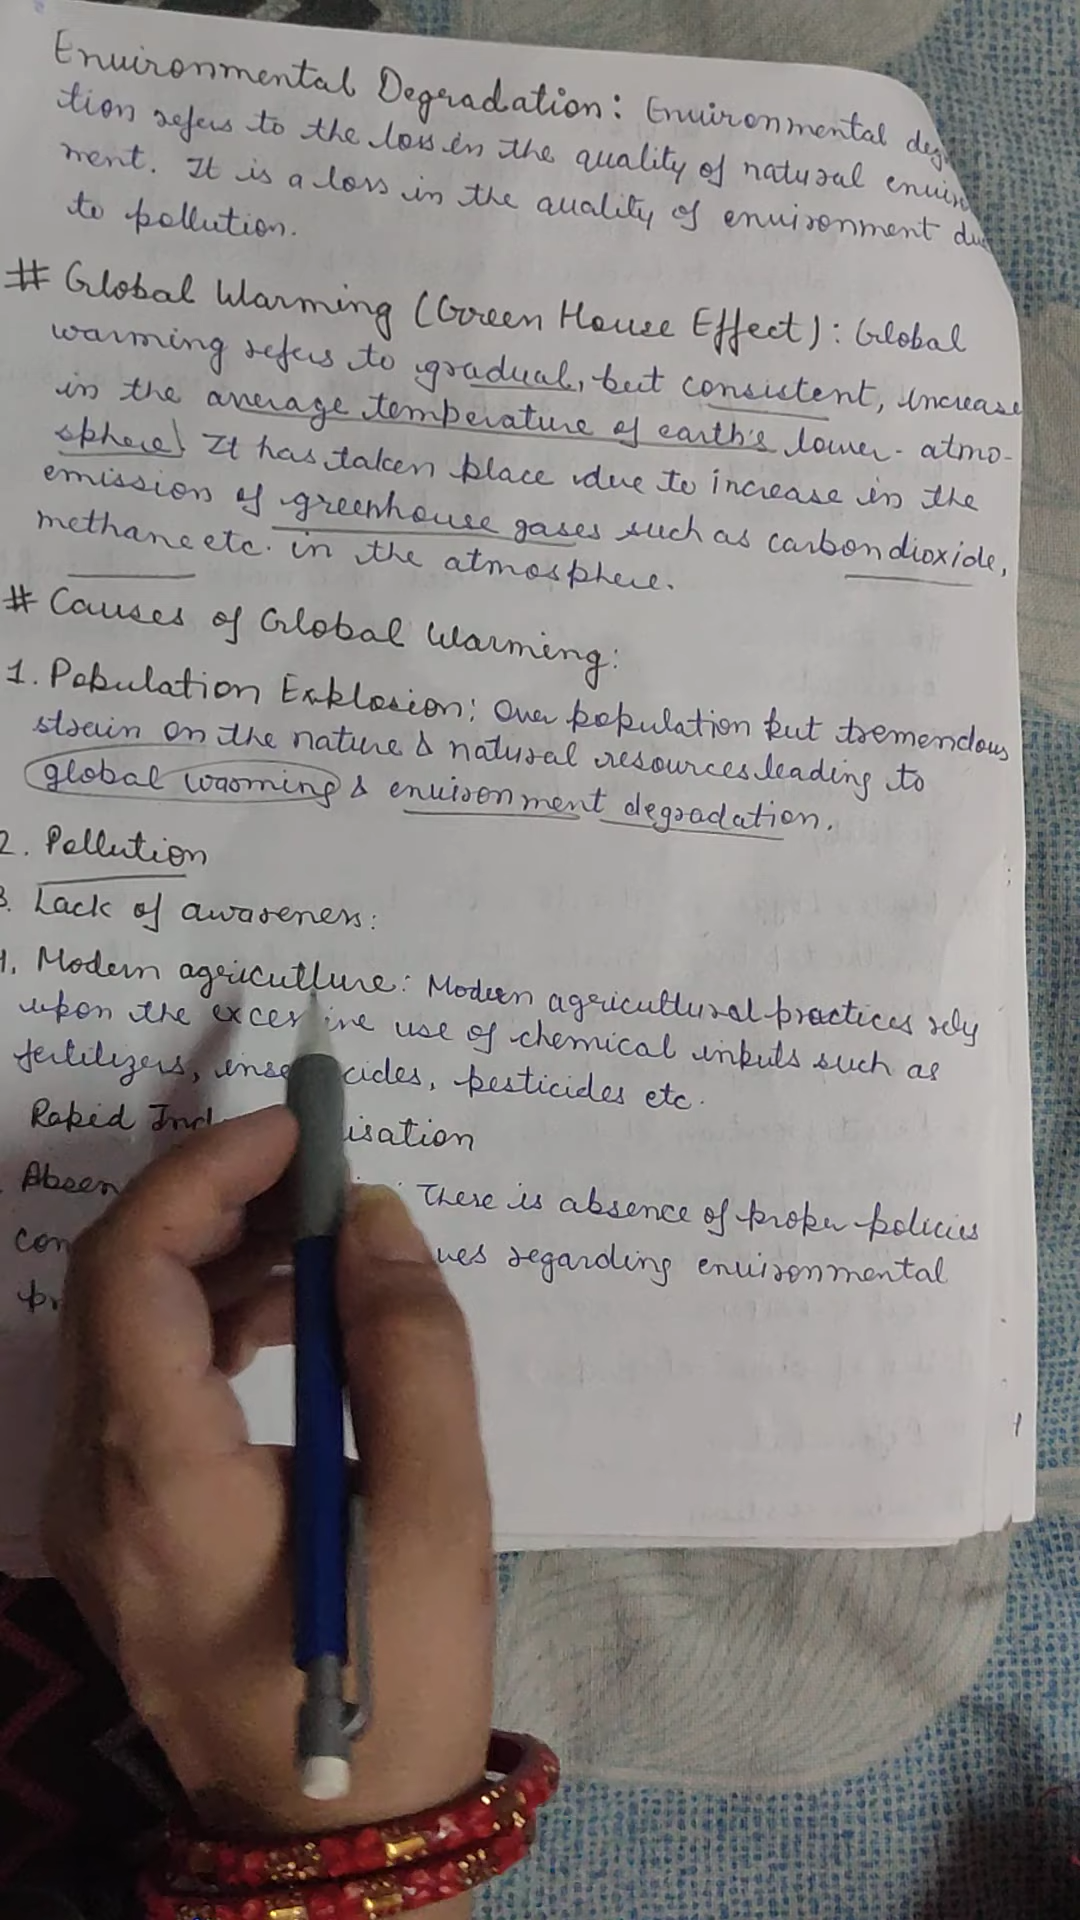 Environmental Degradation: Environmental deg
tion refers to the loss in the quality of natural enviro
ment. It is a loss in the quality of environment due
to pollution.
# Global Warming (Green House Effect): Global
warming refers to gradual, but consistent, increase
in the average temperature of earth's lower- atmo-
sphere. It has taken place due to increase in the
emission of greenhouse gases such as carbondioxide,
methane etc. in the atmosphere.
# Causes of Global Warming:
1. Population Explosion: Over population put tremendous
strain on the nature & natural resources leading to
global warming & environment degradation.
2. Pollution
3. Lack of awareness:
4. Modern agricutlure: Modern agricultural practices rely
upon the excessive use of chemical inputs such as
fertilizers, inse cides, pesticides etc.
Rapid Ind isation
Absen : There is absence of proper policies
con ues regarding environmental
pr